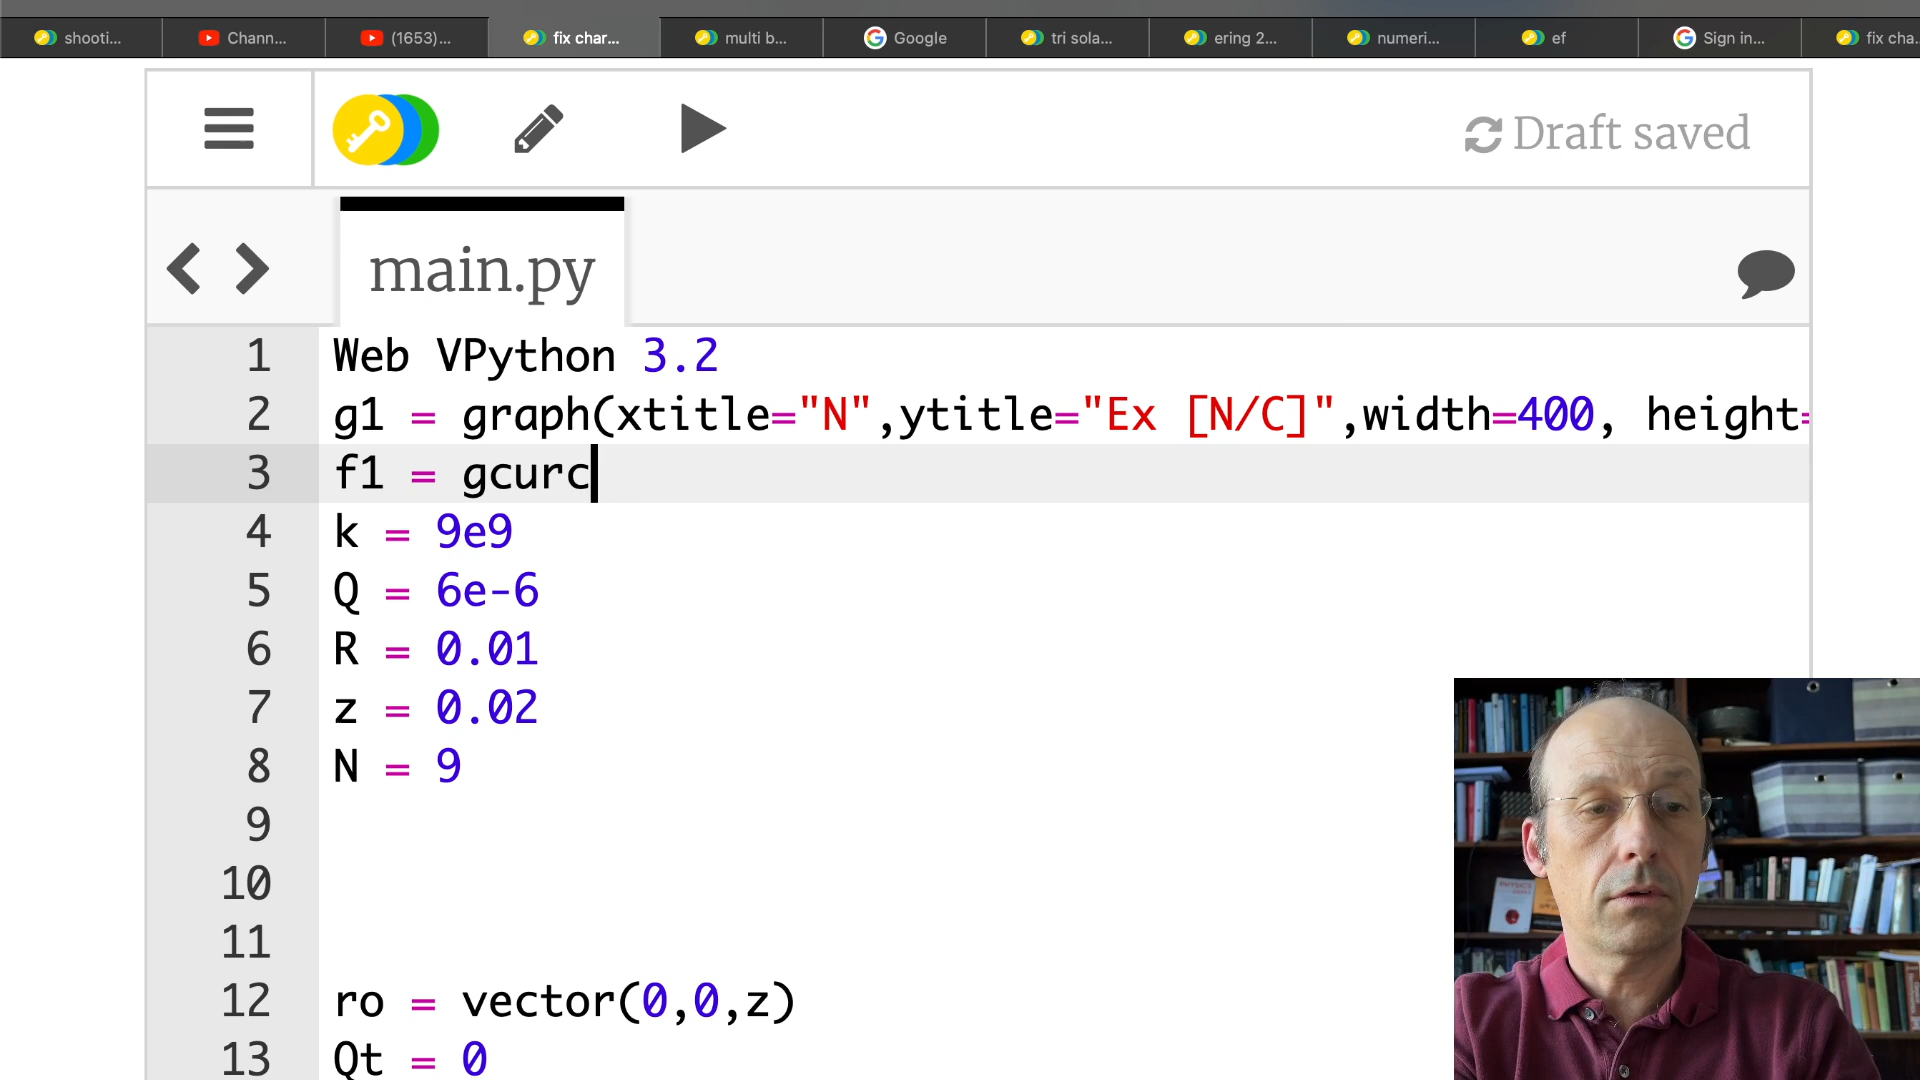 shooti...
Chann...
(1653)...
fix char...
multi b...
Google
tri sola...
ering 2...
numeri...
ef
Sign in...
fix cha...
Draft saved
main.py
1 Web VPython 3.2
2 g1 = graph(xtitle="N",ytitle="Ex [N/C]",width=400, height=
3 f1 = gcurc
4 k = 9e9
5 Q = 6e-6
6 R = 0.01
7 z = 0.02
8 N = 9
9
10
11
12 ro = vector(0,0,z)
13 Qt = 0
PHYSICS